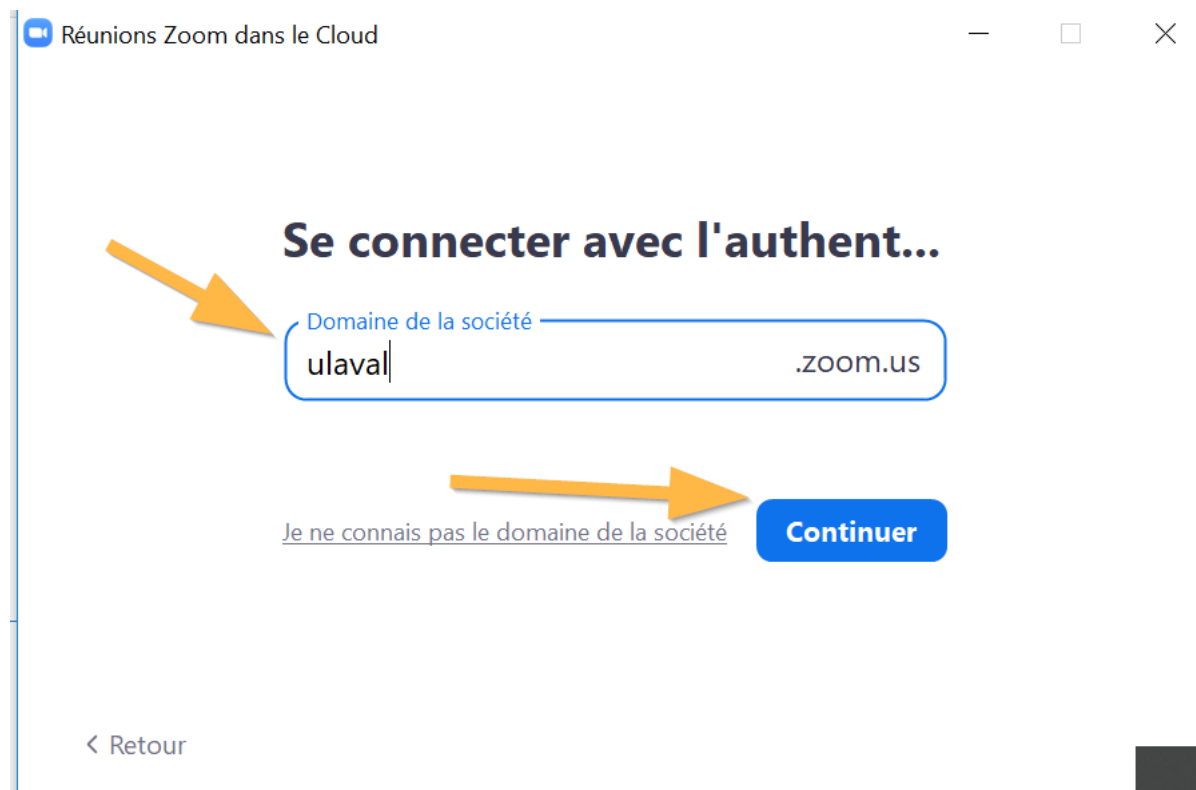 Réunions Zoom dans le Cloud
Se connecter avec l'authent...
Domaine de la société
ulaval .zoom.us
Je ne connais pas le domaine de la société Continuer
< Retour